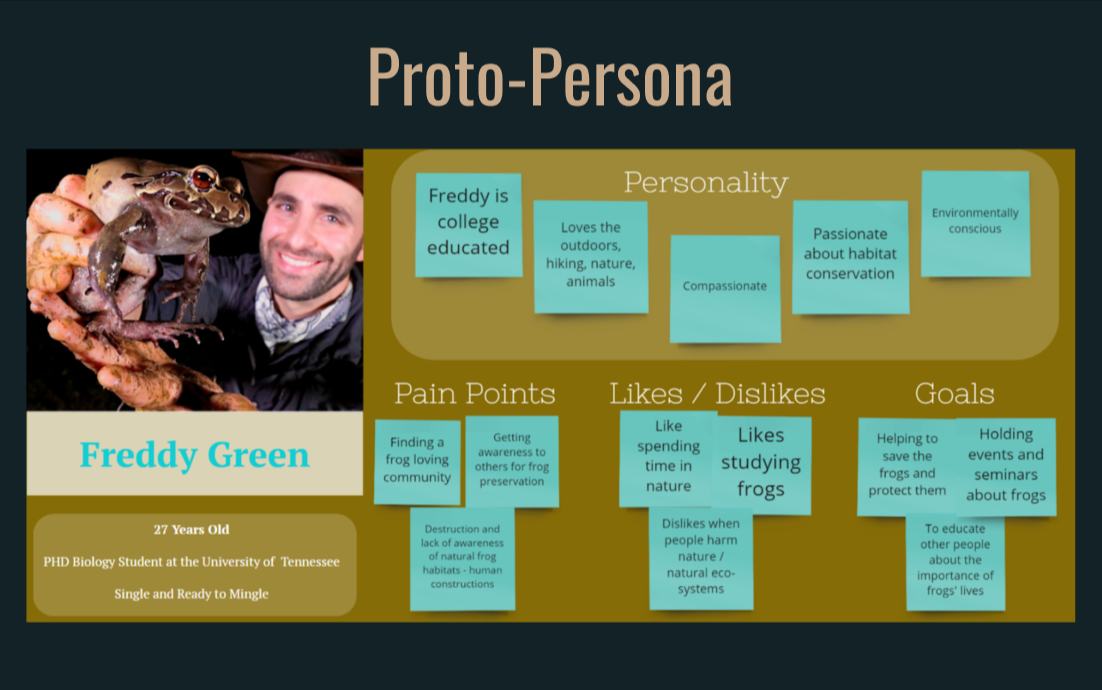 Proto-Persona
Personality
Freddy is
college
educated
Loves the
outdoors,
hiking, nature,
animals
Compassionate
Passionate
about habitat
conservation
Environmentally
conscious
Freddy Green
27 Years Old
PHD Biology Student at the University of Tennessee
Single and Ready to Mingle
Pain Points
Finding a
frog loving
community
Getting
awareness to
others for frog
preservation
Destruction and
lack of awareness
of natural frog
habitats - human
constructions
Likes / Dislikes
Like
spending
time in
nature
Likes
studying
frogs
Dislikes when
people harm
nature /
natural eco-
systems
Goals
Helping to
save the
frogs and
protect them
Holding
events and
seminars
about frogs
To educate
other people
about the
importance of
frogs' lives